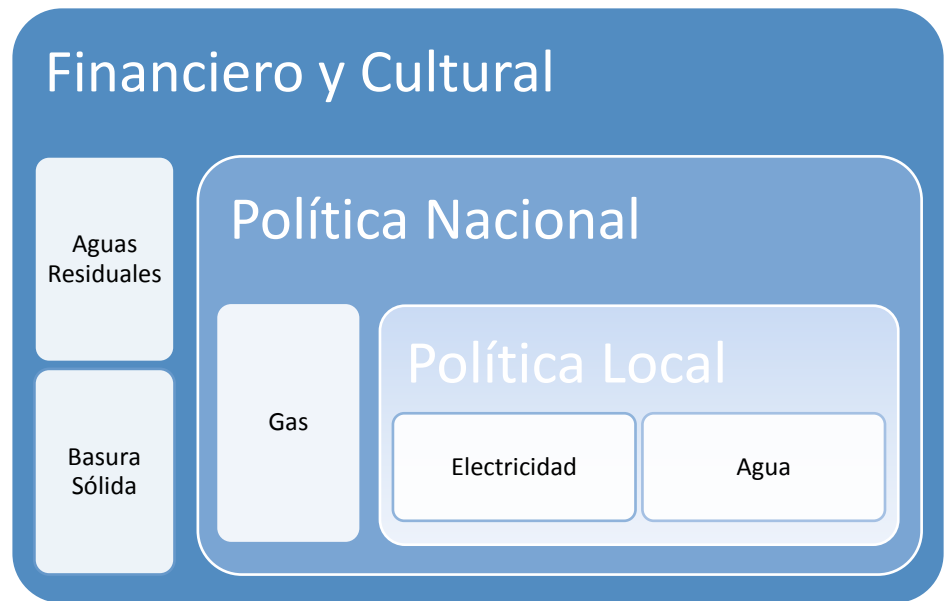 Financiero y Cultural
Aguas
Residuales
Basura
Sólida
Política Nacional
Gas
Política Local
Electricidad
Agua